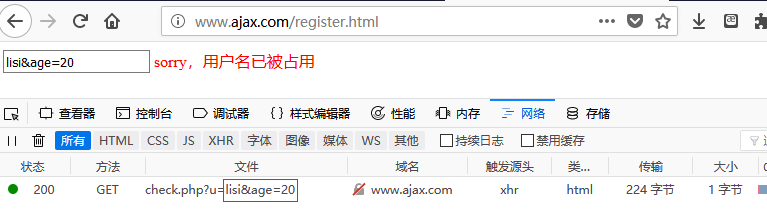 www.ajax.com/register.html
lisi&age=20 sorry，用户名已被占用
查看器 控制台 调试器 {} 样式编辑器 性能 内存 网络 存储
所有 HTML CSS JS XHR 字体 图像 媒体 WS 其他 持续日志 禁用缓存
状态 方法 文件 域名 触发源头 类... 传输 大小
200 GET check.php?u=lisi&age=20 www.ajax.com xhr html 224 字节 1 字节